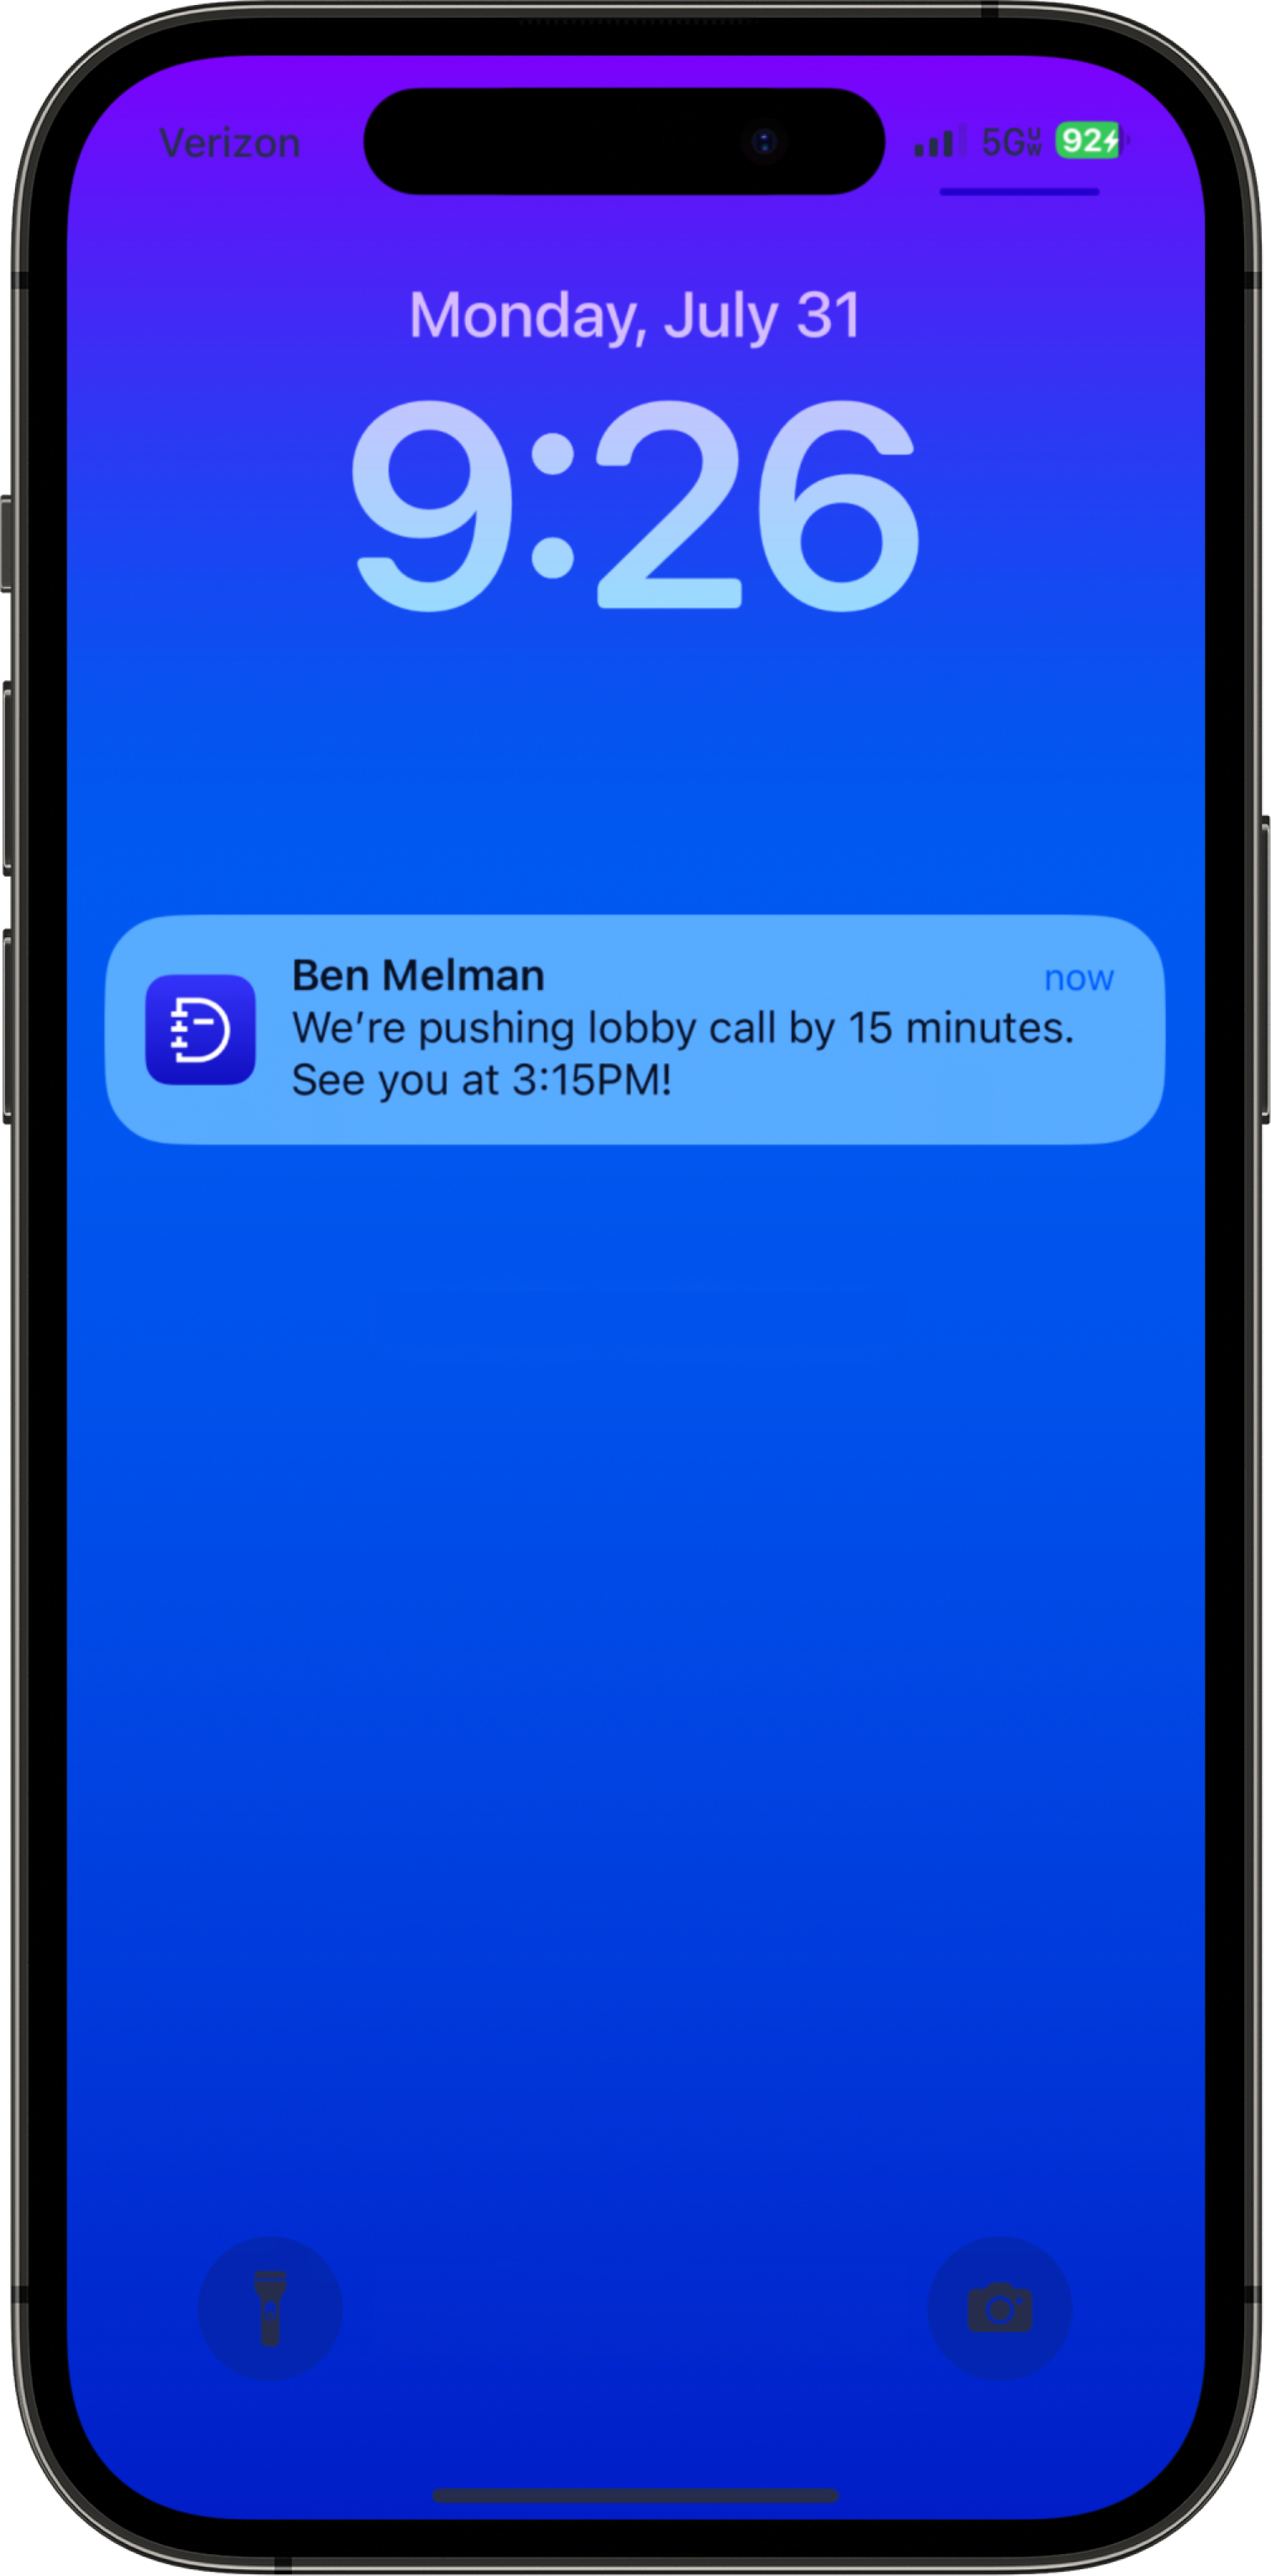 Verizon 5G UW 92
Monday, July 31
9:26
Ben Melman now
We’re pushing lobby call by 15 minutes.
See you at 3:15PM!